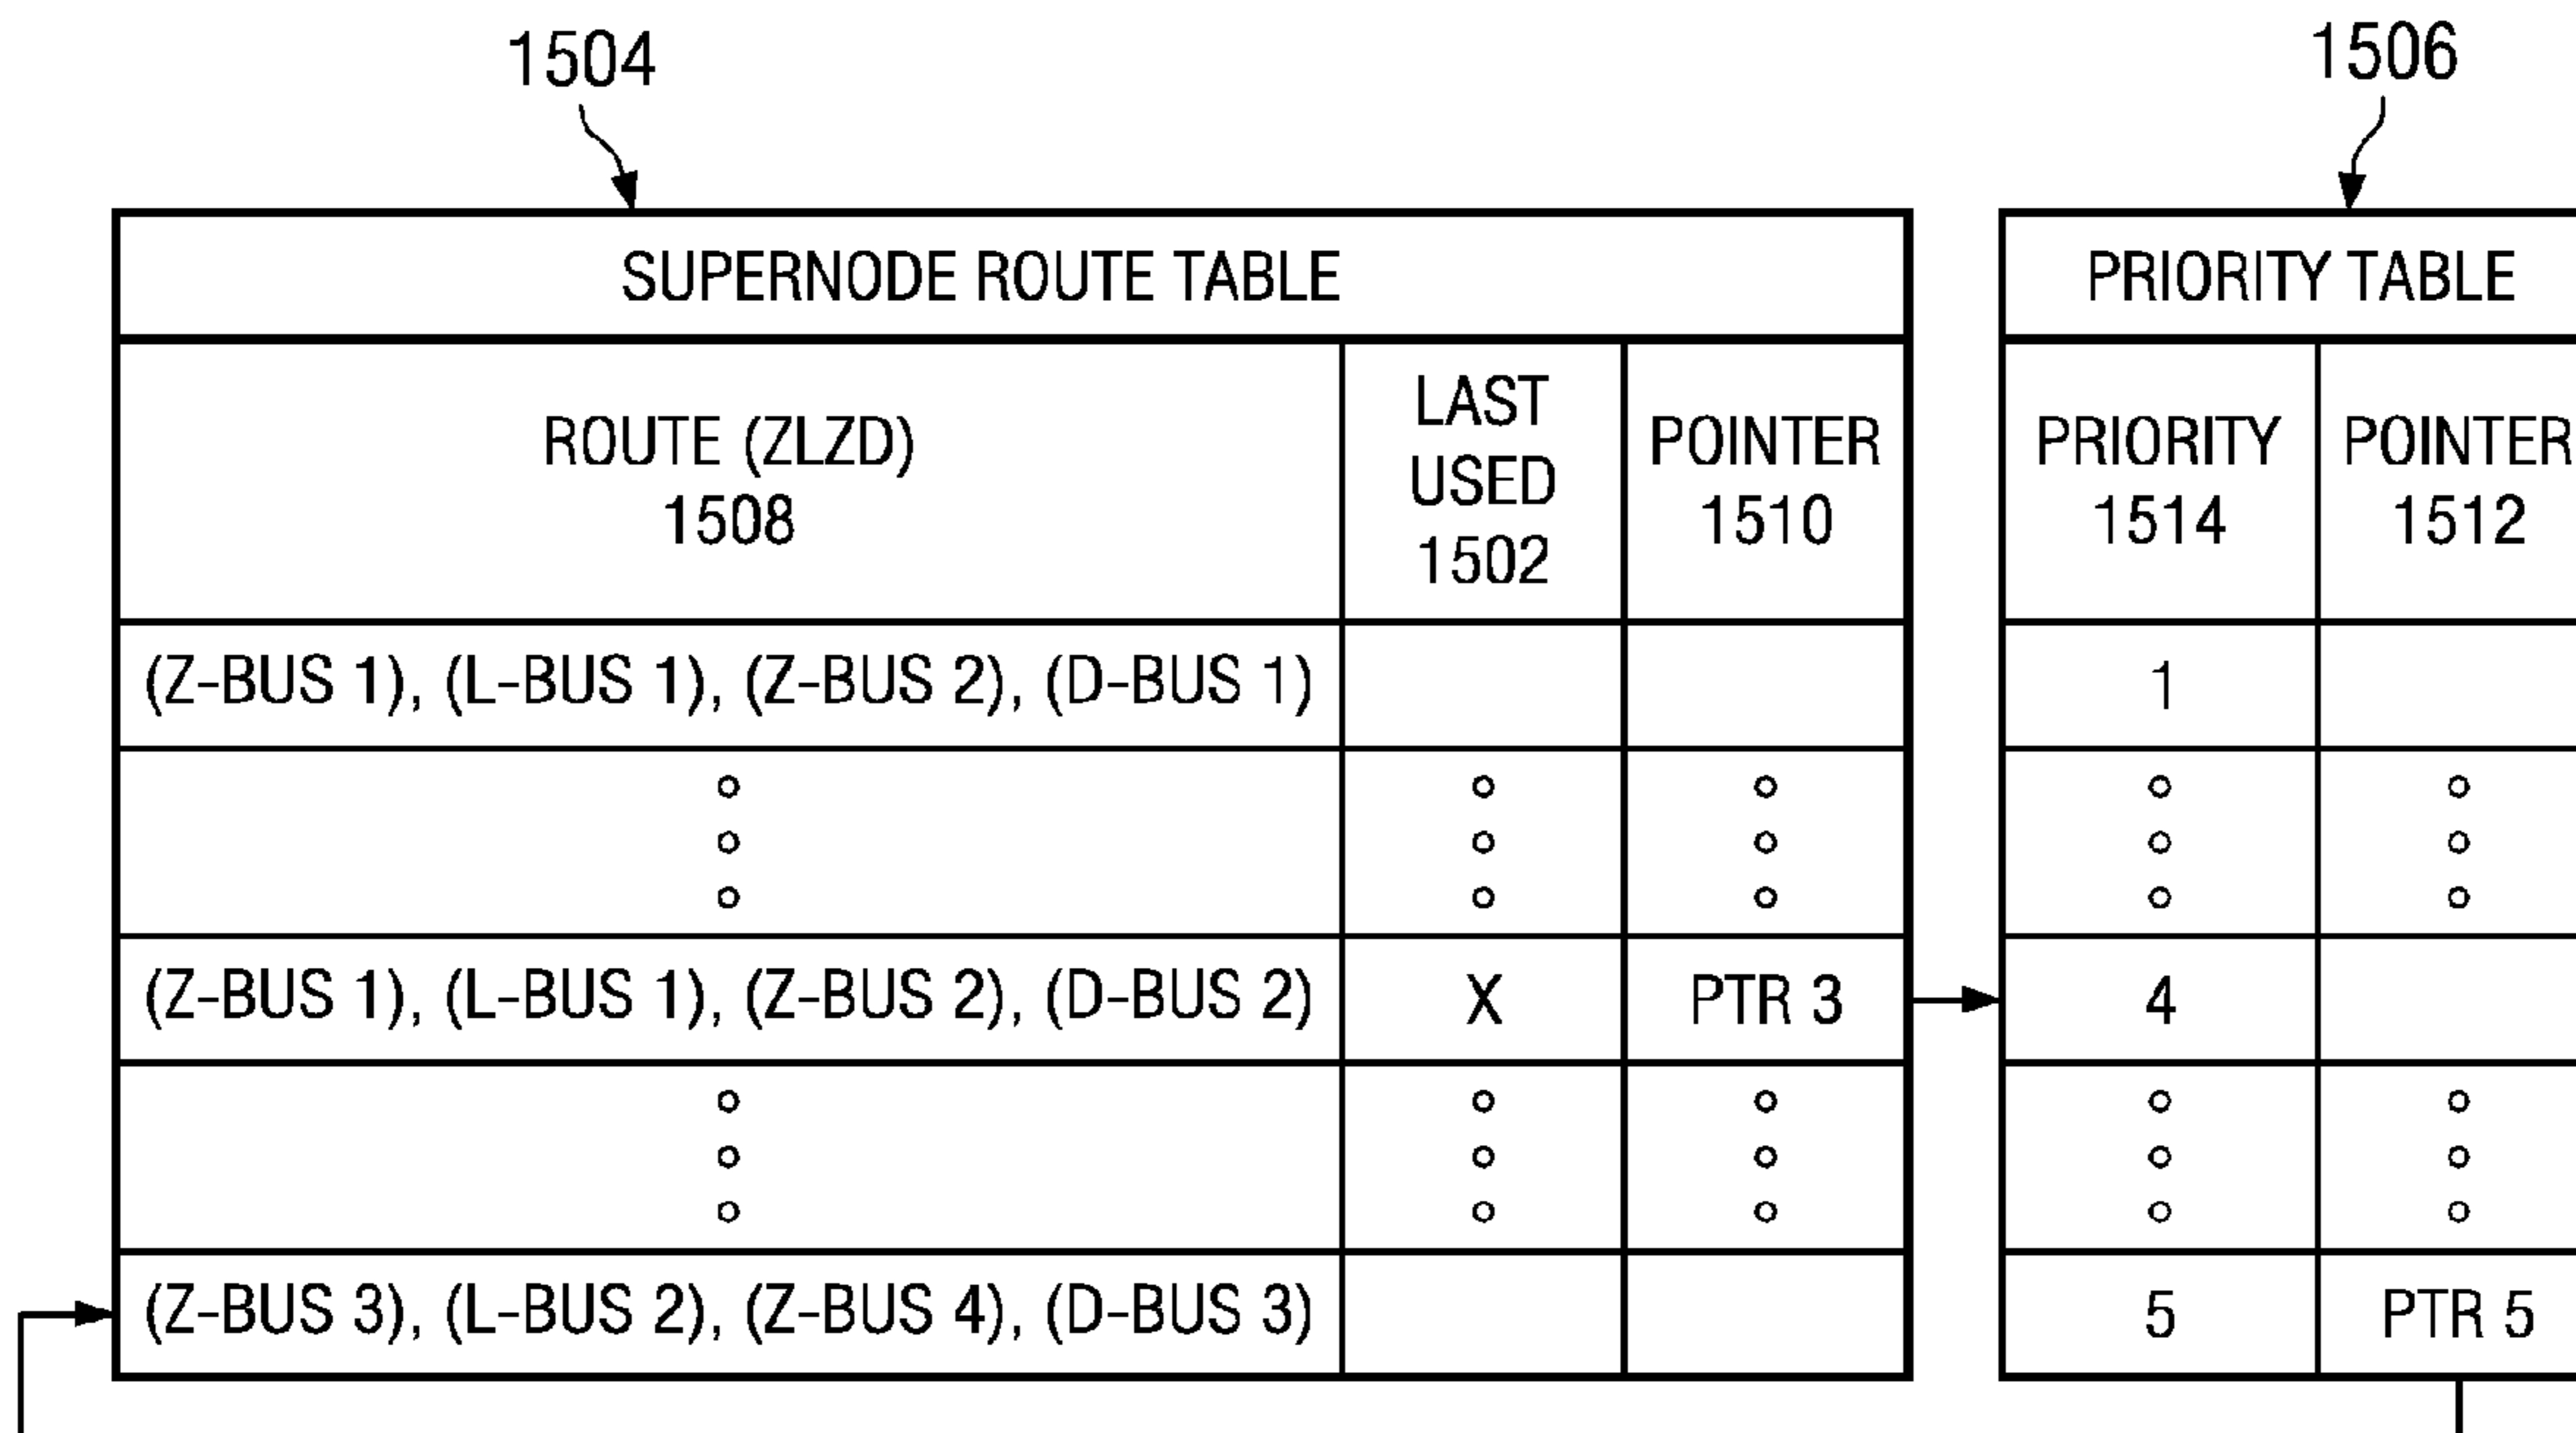 1504
1506
SUPERNODE ROUTE TABLE
PRIORITY TABLE
ROUTE (ZLZD)
1508
LAST
USED
1502
POINTER
1510
PRIORITY
1514
POINTER
1512
(Z-BUS 1), (L-BUS 1), (Z-BUS 2), (D-BUS 1)
1
(Z-BUS 1), (L-BUS 1), (Z-BUS 2), (D-BUS 2) X PTR 3
4
(Z-BUS 3), (L-BUS 2), (Z-BUS 4), (D-BUS 3)
5 PTR 5